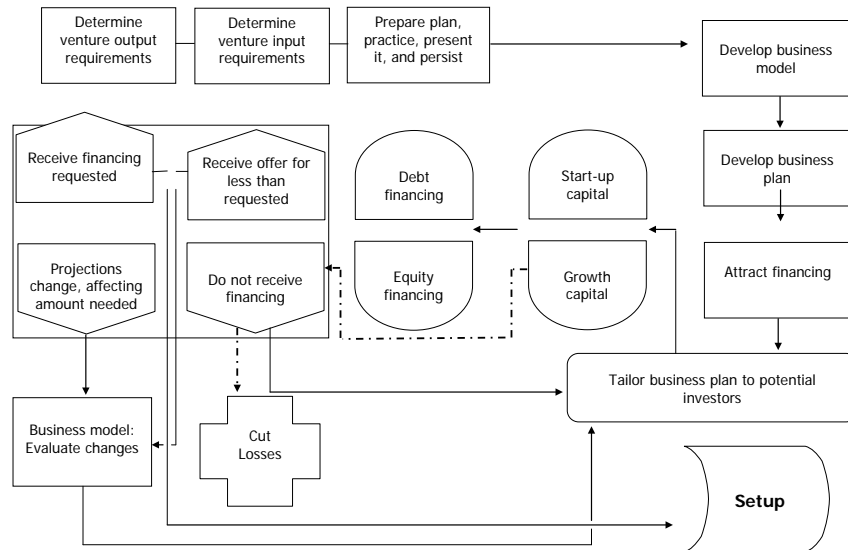 Determine
venture output
requirements
Determine
venture input
requirements
Prepare plan,
practice, present
it, and persist
Develop business
model
Receive financing
requested
Receive offer for
less than
requested
Debt
financing
Start-up
capital
Develop business
plan
Projections
change, affecting
amount needed
Do not receive
financing
Equity
financing
Growth
capital
Attract financing
Tailor business plan to potential
investors
Business model:
Evaluate changes
Cut
Losses
Setup